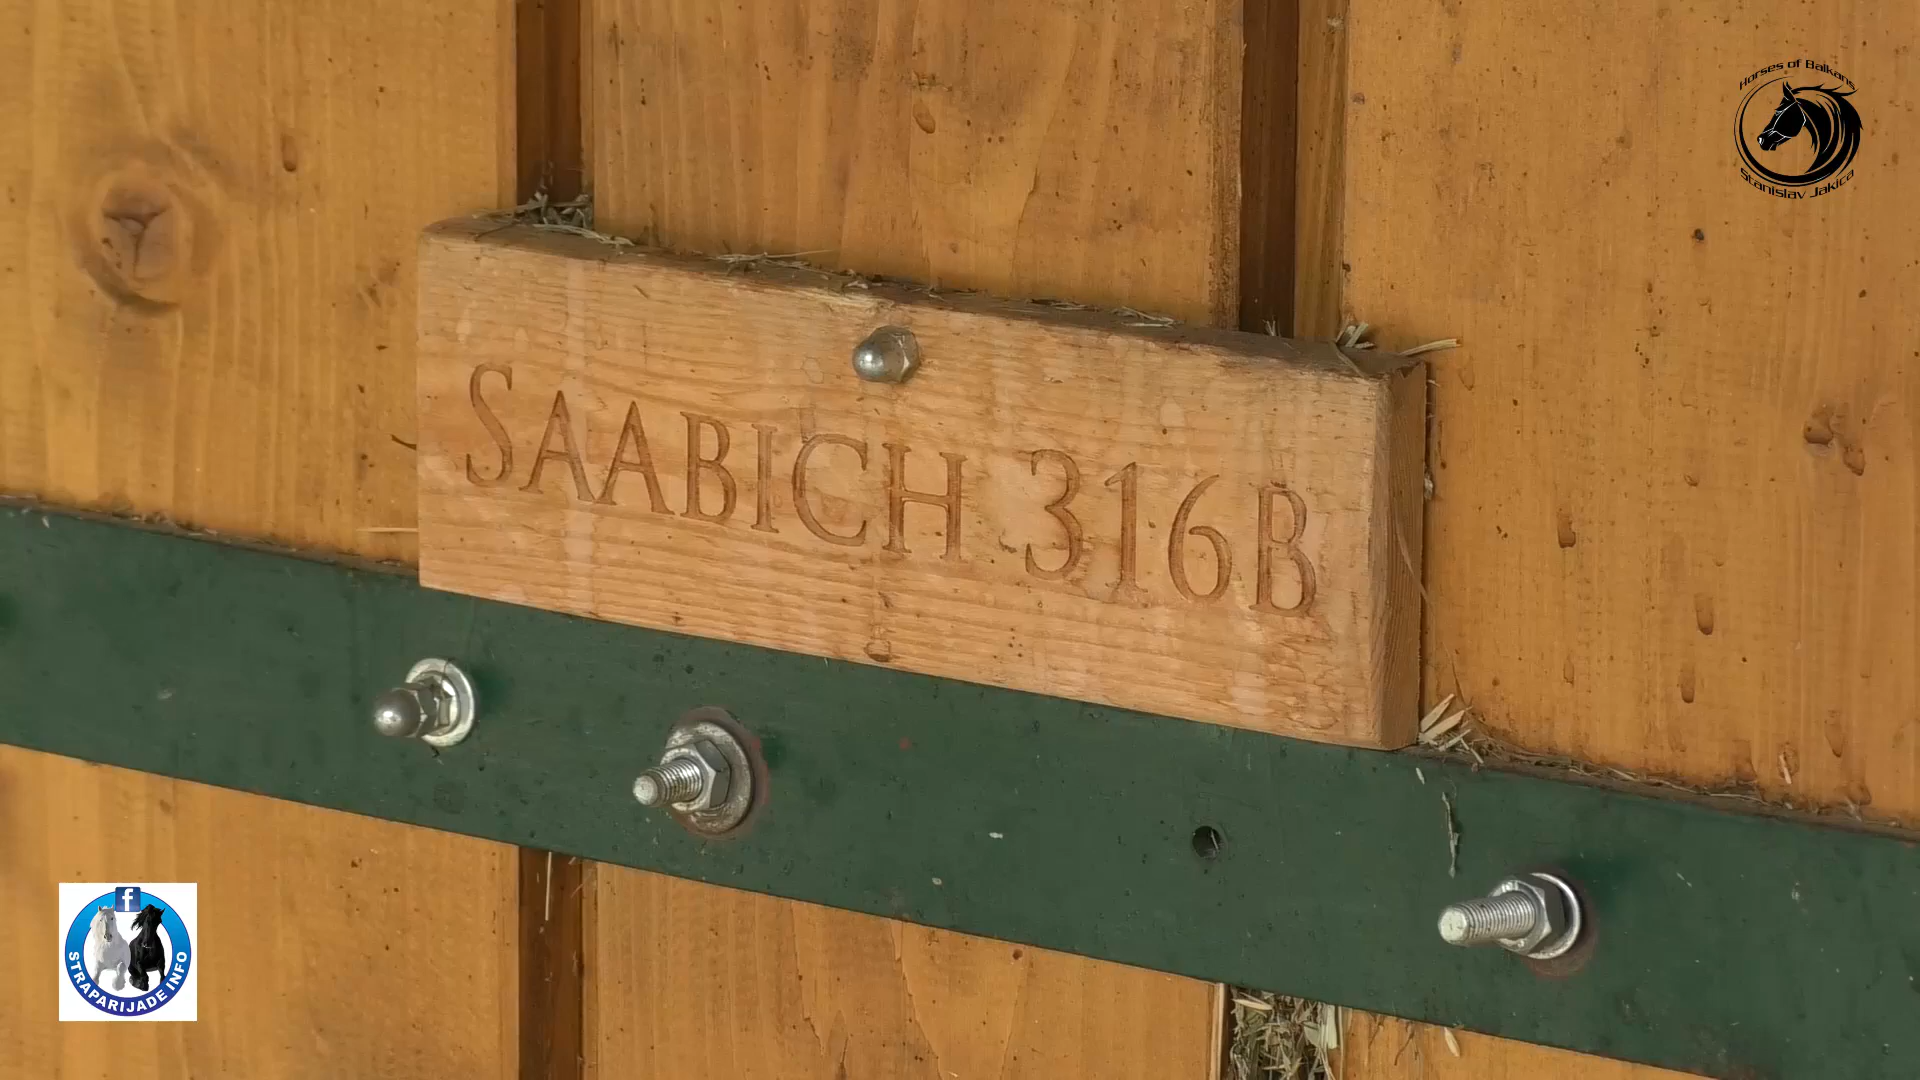 Horses of Balkans
Stanislav Jakica
SAABICH 316B
f
STRAPARIJADE INFO